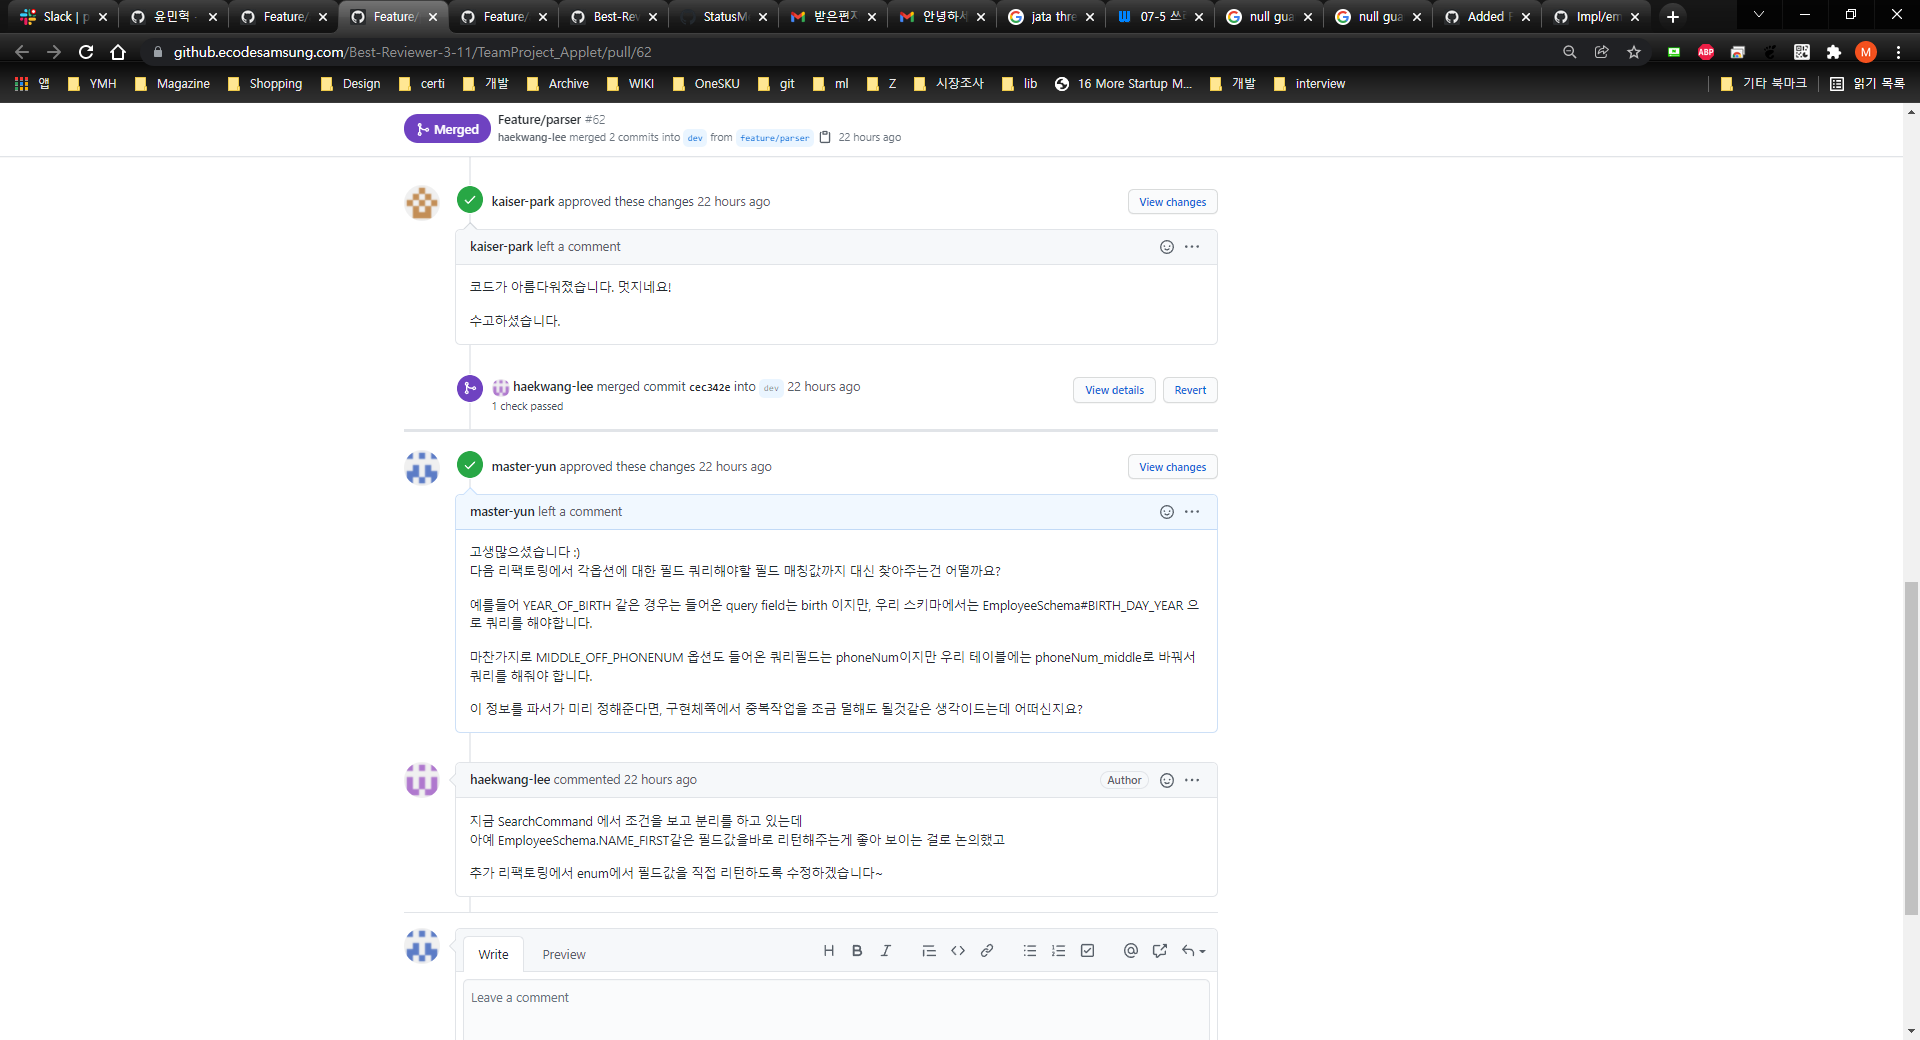 Slack | p
윤민혁 -
Feature/
Feature/
Feature/
Best-Rev
StatusM
받은편지
안녕하세
jata thre
07-5 쓰
null gua
null gua
Added F
Impl/em
github.ecodesamsung.com/Best-Reviewer-3-11/TeamProject_Applet/pull/62
ABP
M
앱
YMH
Magazine
Shopping
Design
certi
개발
Archive
WIKI
OneSKU
git
ml
Z
시장조사
lib
16 More Startup M...
개발
interview
기타 북마크
읽기 목록
Merged
Feature/parser #62
haekwang-lee merged 2 commits into dev from feature/parser 22 hours ago
kaiser-park approved these changes 22 hours ago
View changes
kaiser-park left a comment
코드가 아름다워졌습니다. 멋지네요!
수고하셨습니다.
haekwang-lee merged commit cec342e into dev 22 hours ago
View details
Revert
1 check passed
master-yun approved these changes 22 hours ago
View changes
master-yun left a comment
고생많으셨습니다 :)
다음 리팩토링에서 각옵션에 대한 필드 쿼리해야할 필드 매칭값까지 대신 찾아주는건 어떨까요?
예를들어 YEAR_OF_BIRTH 같은 경우는 들어온 query field는 birth 이지만, 우리 스키마에서는 EmployeeSchema#BIRTH_DAY_YEAR 으
로 쿼리를 해야합니다.
마찬가지로 MIDDLE_OFF_PHONENUM 옵션도 들어온 쿼리필드는 phoneNum이지만 우리 테이블에는 phoneNum_middle로 바꿔서
쿼리를 해줘야 합니다.
이 정보를 파서가 미리 정해준다면, 구현체쪽에서 중복작업을 조금 덜해도 될것같은 생각이드는데 어떠신지요?
haekwang-lee commented 22 hours ago
Author
지금 SearchCommand 에서 조건을 보고 분리를 하고 있는데
아예 EmployeeSchema.NAME_FIRST같은 필드값을바로 리턴해주는게 좋아 보이는 걸로 논의했고
추가 리팩토링에서 enum에서 필드값을 직접 리턴하도록 수정하겠습니다~
Write
Preview
Leave a comment